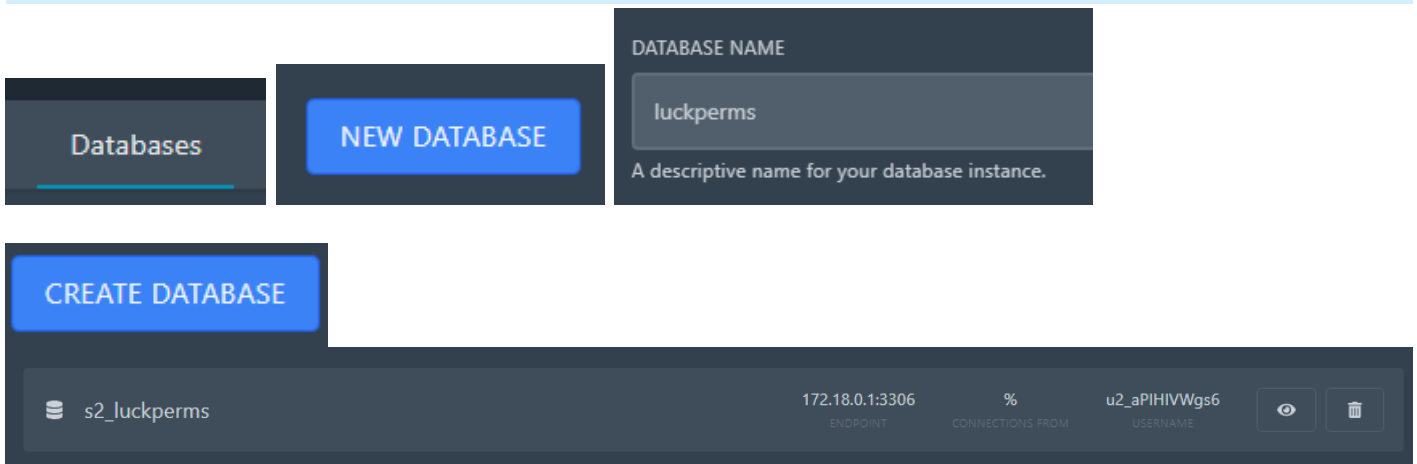 Databases
NEW DATABASE
DATABASE NAME
luckperms
A descriptive name for your database instance.
CREATE DATABASE
s2_luckperms
172.18.0.1:3306
ENDPOINT
%
CONNECTIONS FROM
u2_aPIHIVWgs6
USERNAME